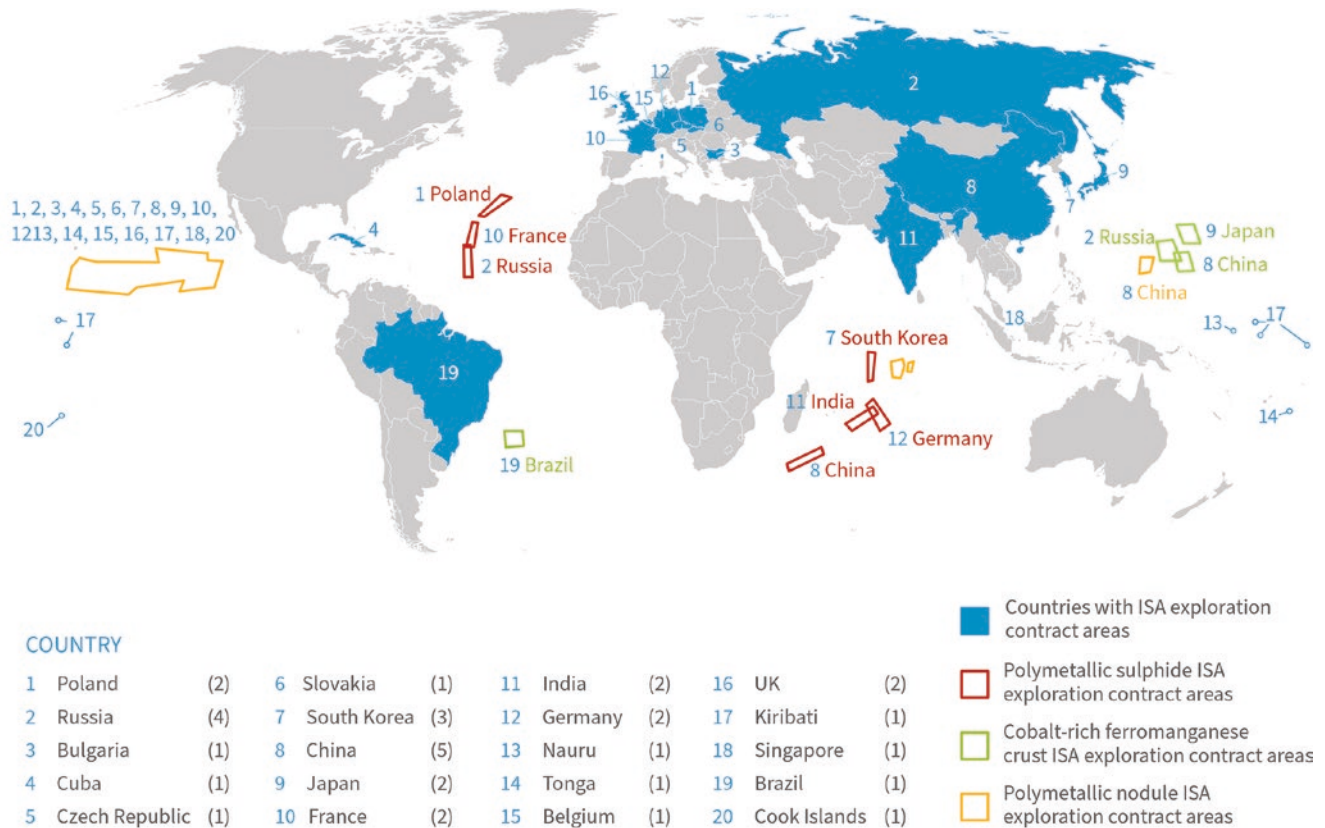 12
1
2
16
15
6
10
5
3
8
9
7
1 Poland
4
1, 2, 3, 4, 5, 6, 7, 8, 9, 10,
1213, 14, 15, 16, 17, 18, 20
10 France
2 Russia
11
2 Russia
9 Japan
8 China
8 China
17
18
13
17
7 South Korea
19
11 India
14
20
12 Germany
19 Brazil
8 China
COUNTRY
1 Poland (2)
2 Russia (4)
3 Bulgaria (1)
4 Cuba (1)
5 Czech Republic (1)
6 Slovakia (1)
7 South Korea (3)
8 China (5)
9 Japan (2)
10 France (2)
11 India (2)
12 Germany (2)
13 Nauru (1)
14 Tonga (1)
15 Belgium (1)
16 UK (2)
17 Kiribati (1)
18 Singapore (1)
19 Brazil (1)
20 Cook Islands (1)
Countries with ISA exploration
contract areas
Polymetallic sulphide ISA
exploration contract areas
Cobalt-rich ferromanganese
crust ISA exploration contract areas
Polymetallic nodule ISA
exploration contract areas